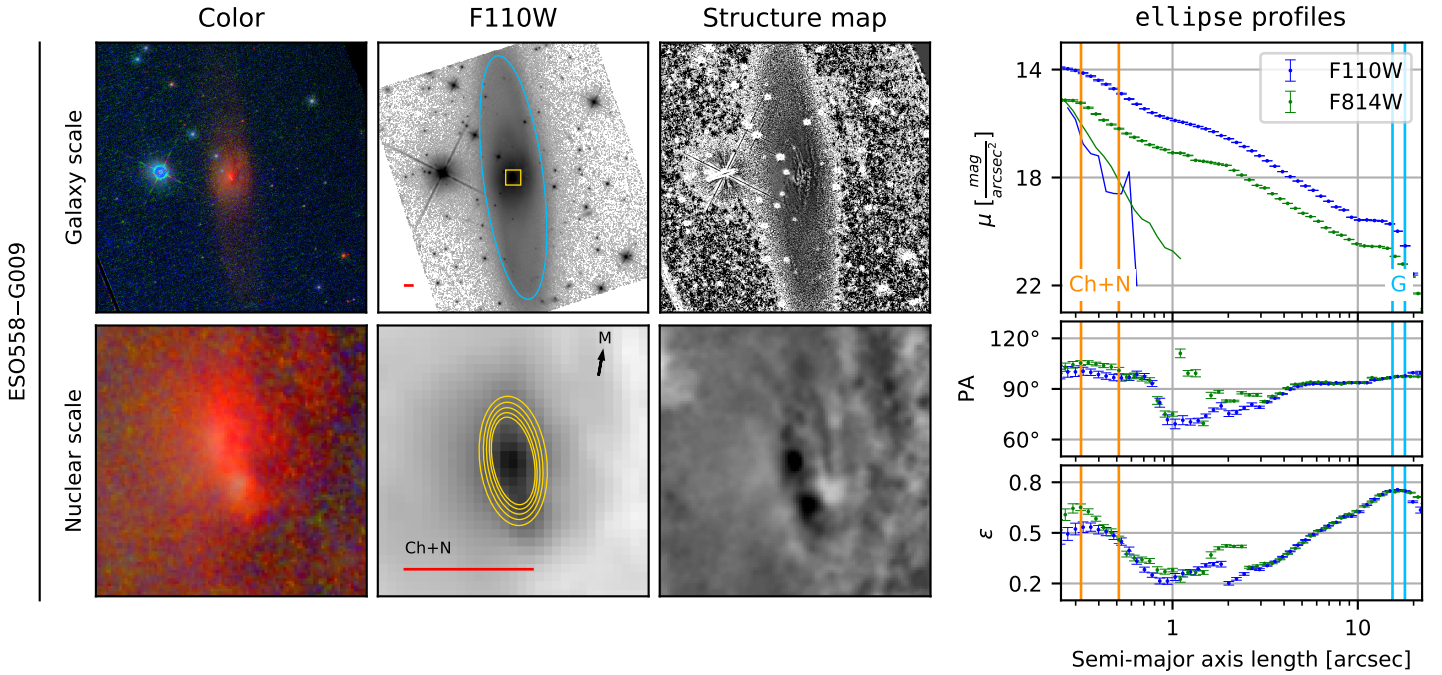 Color
F110W
Structure map
ellipse profiles
ESO558−G009
Galaxy scale
Nuclear scale
M
Ch+N
F110W
F814W
14
18
22
μ [mag/arcsec²]
Ch+N
G
120°
90°
60°
PA
0.8
0.5
0.2
ε
1
10
Semi-major axis length [arcsec]